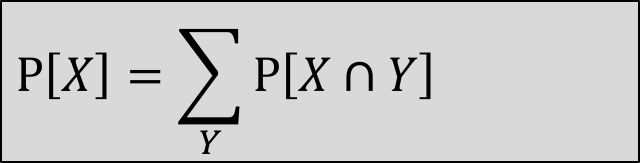 P[X] = ∑ P[X ∩ Y]
Y